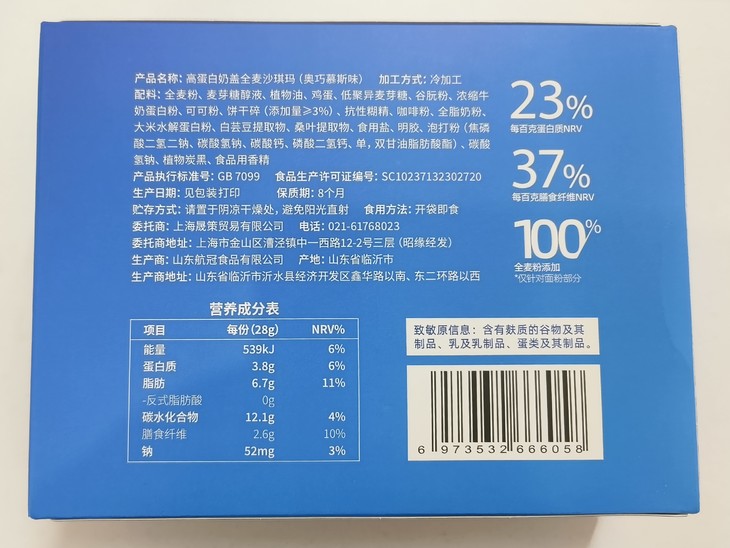 产品名称：高蛋白奶盖全麦沙琪玛（奥巧慕斯味） 加工方式：冷加工
配料：全麦粉、麦芽糖醇液、植物油、鸡蛋、低聚异麦芽糖、谷朊粉、浓缩牛
奶蛋白粉、可可粉、饼干碎（添加量≥3%）、抗性糊精、咖啡粉、全脂奶粉、
大米水解蛋白粉、白芸豆提取物、桑叶提取物、食用盐、明胶、泡打粉（焦磷
酸二氢二钠、碳酸氢钠、碳酸钙、磷酸二氢钙、单，双甘油脂肪酸酯）、碳酸
氢钠、植物炭黑、食品用香精
产品执行标准号：GB 7099 食品生产许可证编号：SC10237132302720
生产日期：见包装打印 保质期：8个月
贮存方式：请置于阴凉干燥处，避免阳光直射 食用方法：开袋即食
委托商：上海晟策贸易有限公司 电话：021-61768023
委托商地址：上海市金山区漕泾镇中一西路12-2号三层（昭缘经发）
生产商：山东航冠食品有限公司 产地：山东省临沂市
生产商地址：山东省临沂市沂水县经济开发区鑫华路以南、东二环路以西
23%
每百克蛋白质NRV
37%
每百克膳食纤维NRV
100%
全麦粉添加
*仅针对面粉部分
营养成分表
项目 每份（28g） NRV%
能量 539kJ 6%
蛋白质 3.8g 6%
脂肪 6.7g 11%
-反式脂肪酸 0g
碳水化合物 12.1g 4%
膳食纤维 2.6g 10%
钠 52mg 3%
致敏原信息：含有麸质的谷物及其
制品、乳及乳制品、蛋类及其制品。
6 973532 666058